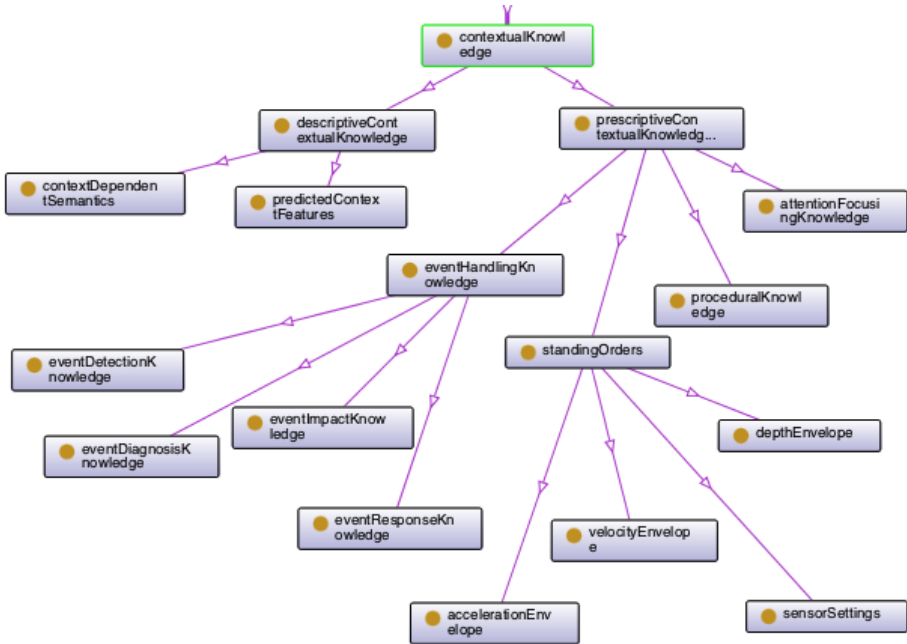 contextualKnowl
edge
descriptiveCont
extualKnowledge
prescriptiveCon
textualKnowledg...
contextDependen
tSemantics
predictedContex
tFeatures
attentionFocusi
ngKnowledge
eventHandlingKn
owledge
proceduralKnowl
edge
standingOrders
eventDetectionK
nowledge
eventImpactKnow
ledge
depthEnvelope
eventDiagnosisK
nowledge
eventResponseKn
owledge
velocityEnvelop
e
accelerationEnv
elope
sensorSettings